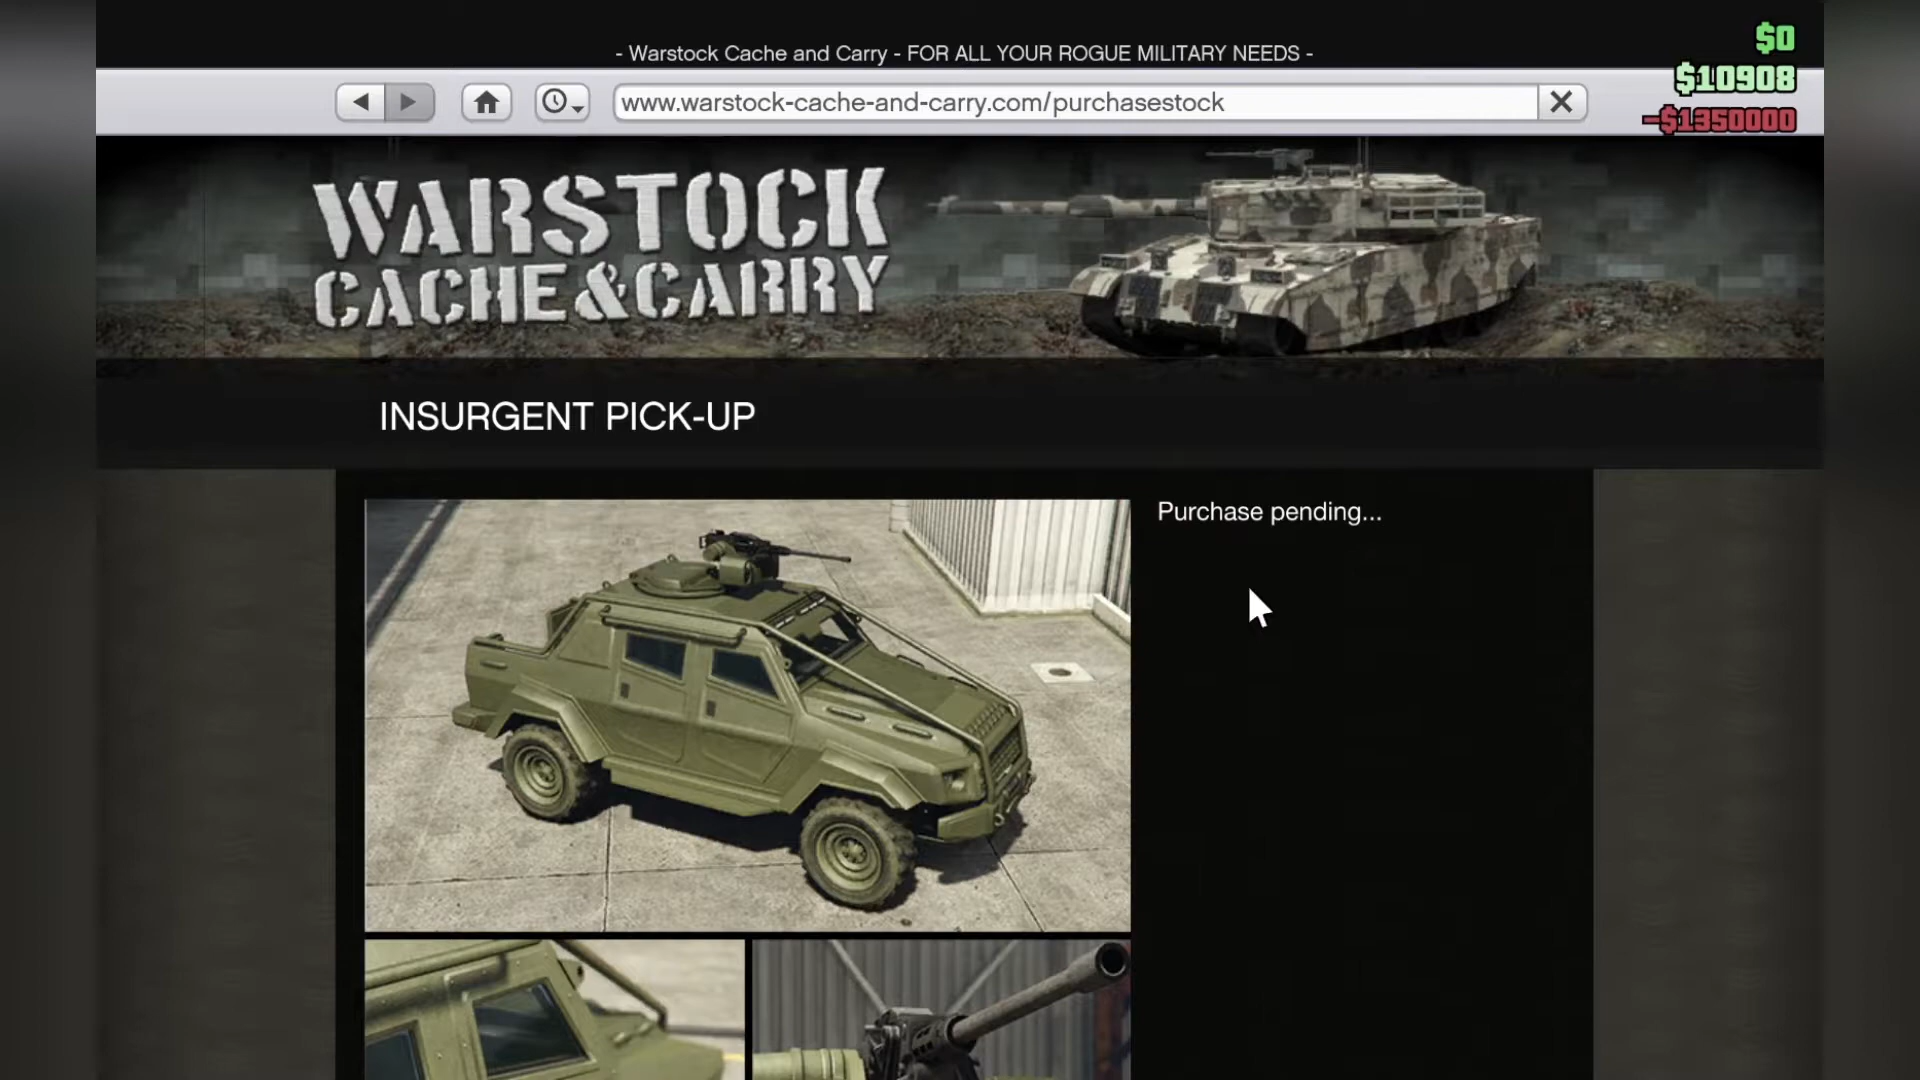 - Warstock Cache and Carry - FOR ALL YOUR ROGUE MILITARY NEEDS -
$0
$10908
-$1350000
www.warstock-cache-and-carry.com/purchasestock
WARSTOCK
CACHE&CARRY
INSURGENT PICK-UP
Purchase pending...